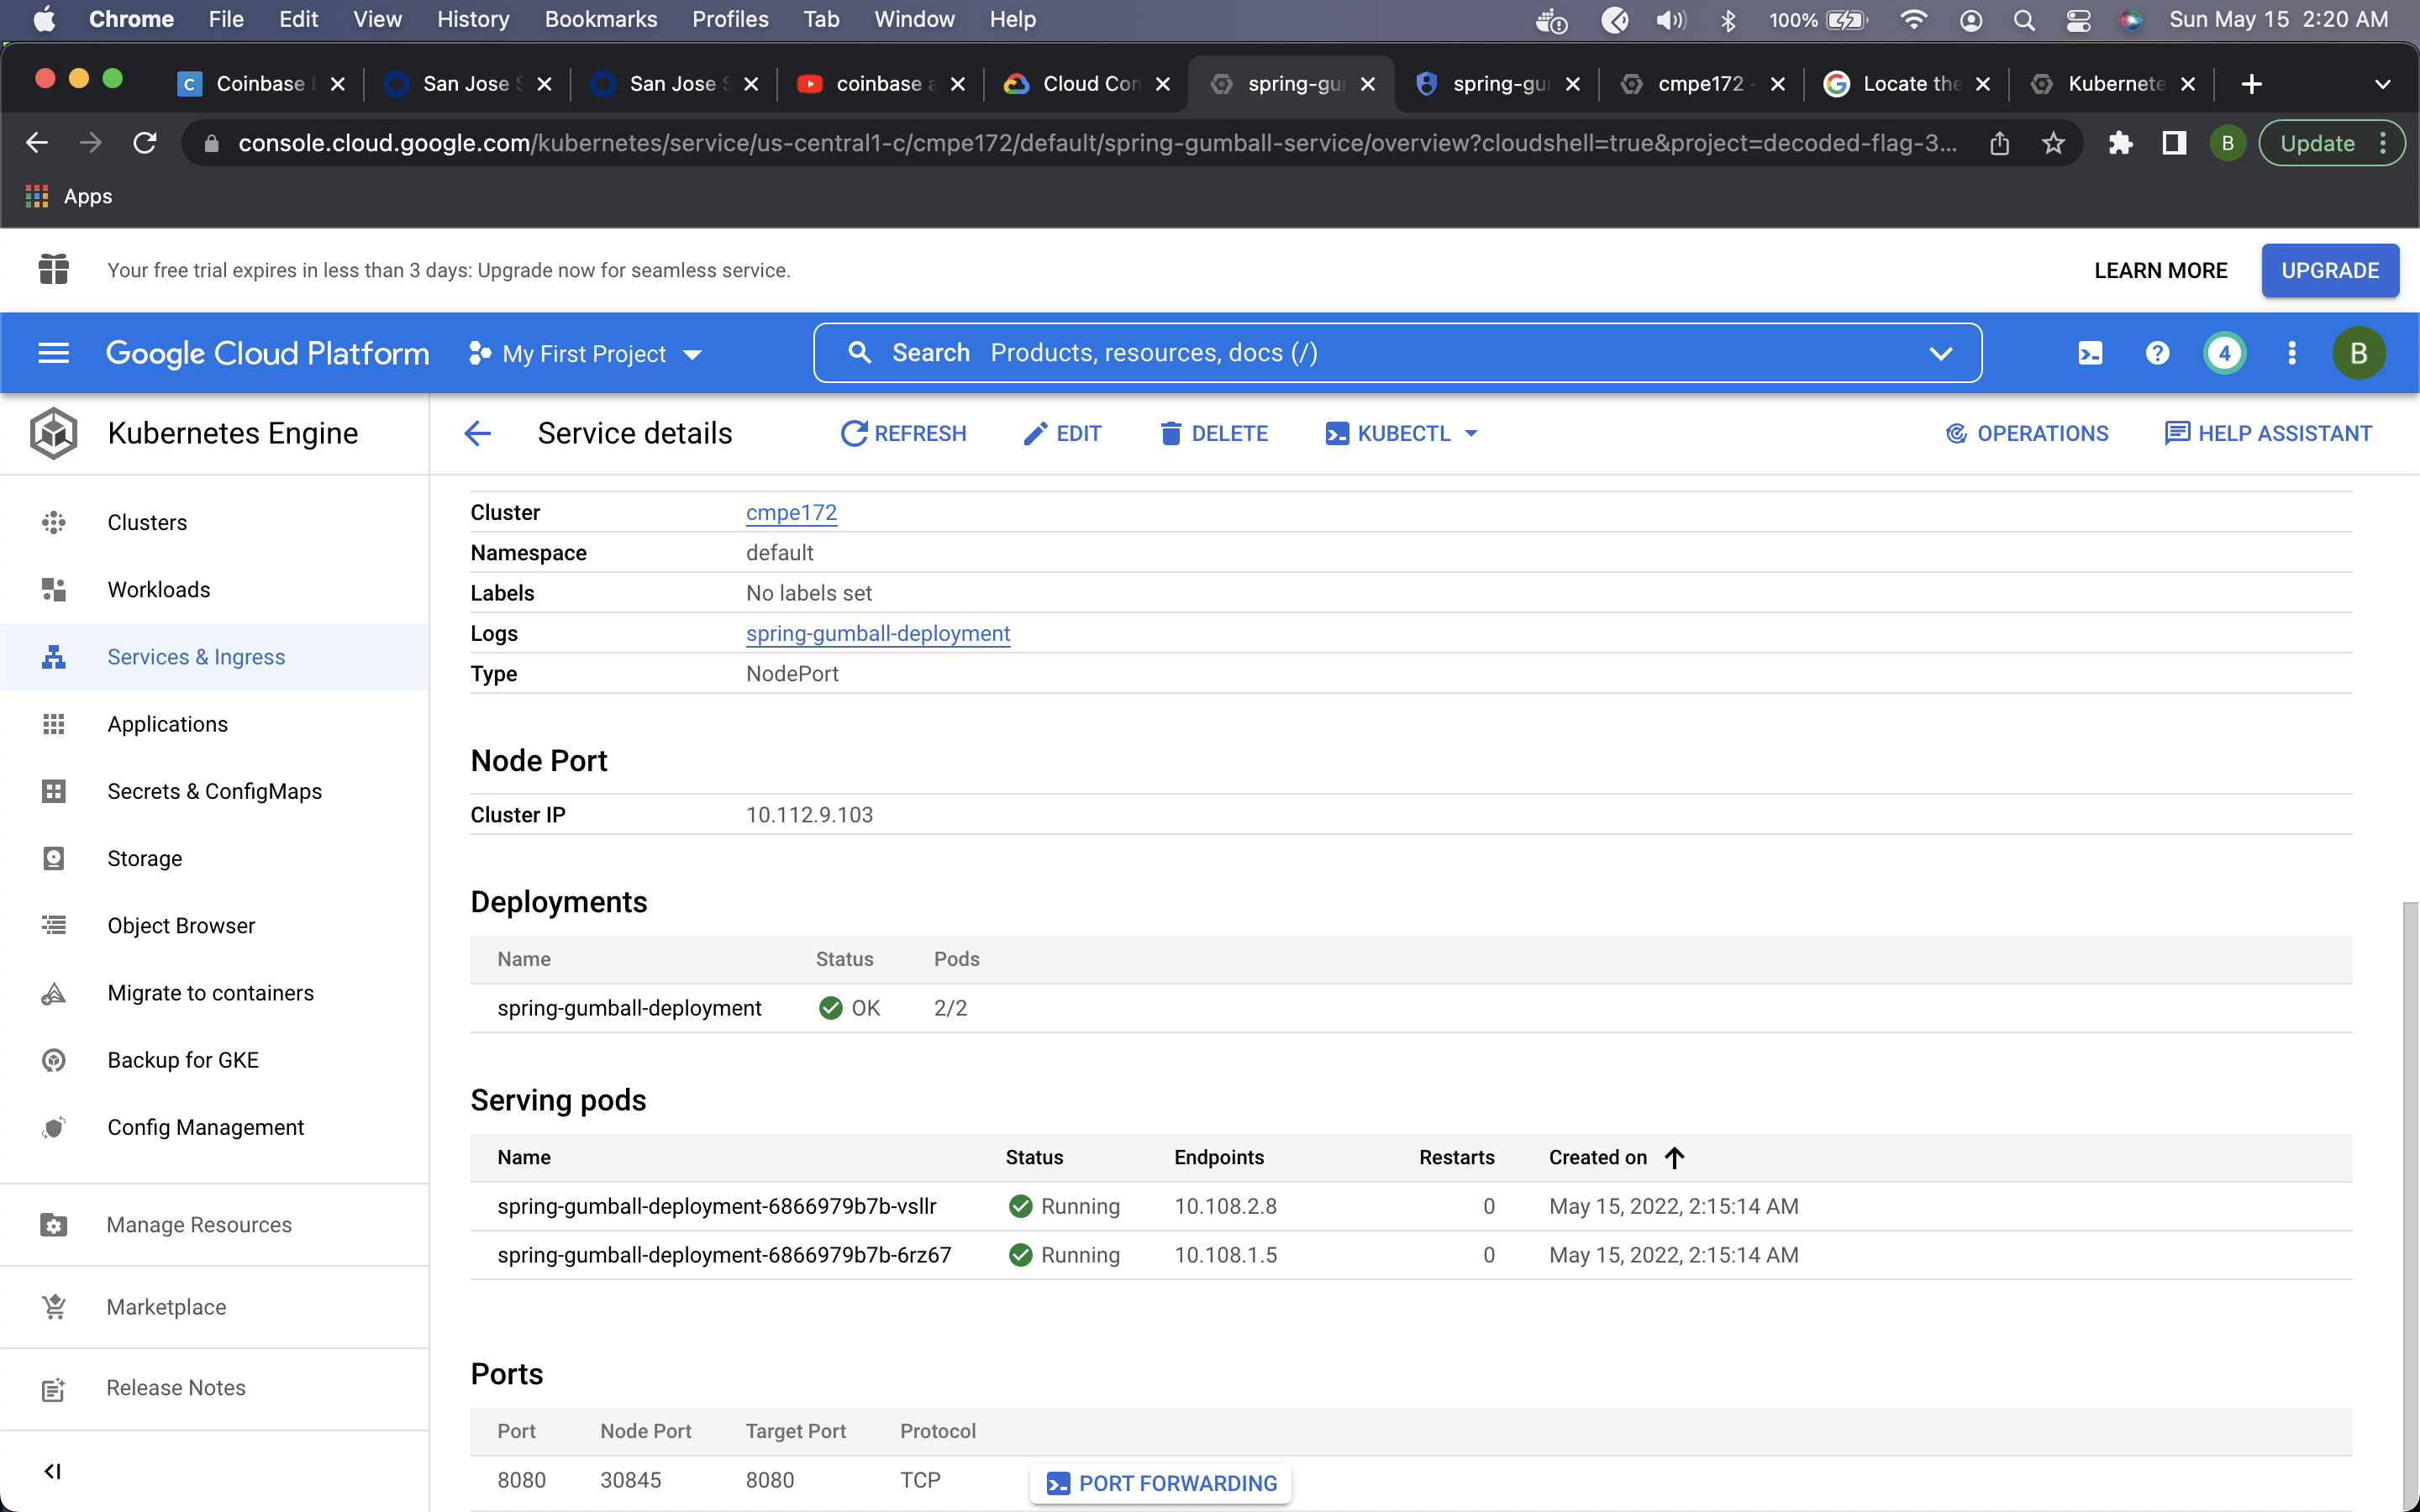 Chrome File Edit View History Bookmarks Profiles Tab Window Help 100% Sun May 15 2:20 AM
Coinbase San Jose San Jose coinbase a Cloud Con spring-gu spring-gu cmpe172 - Locate the Kubernete
console.cloud.google.com/kubernetes/service/us-central1-c/cmpe172/default/spring-gumball-service/overview?cloudshell=true&project=decoded-flag-3... B Update
Apps
Your free trial expires in less than 3 days: Upgrade now for seamless service. LEARN MORE UPGRADE
Google Cloud Platform My First Project Search Products, resources, docs (/) 4 B
Kubernetes Engine
Clusters
Workloads
Services & Ingress
Applications
Secrets & ConfigMaps
Storage
Object Browser
Migrate to containers
Backup for GKE
Config Management
Manage Resources
Marketplace
Release Notes
Service details REFRESH EDIT DELETE KUBECTL OPERATIONS HELP ASSISTANT
Cluster cmpe172
Namespace default
Labels No labels set
Logs spring-gumball-deployment
Type NodePort
Node Port
Cluster IP 10.112.9.103
Deployments
Name Status Pods
spring-gumball-deployment OK 2/2
Serving pods
Name Status Endpoints Restarts Created on
spring-gumball-deployment-6866979b7b-vsllr Running 10.108.2.8 0 May 15, 2022, 2:15:14 AM
spring-gumball-deployment-6866979b7b-6rz67 Running 10.108.1.5 0 May 15, 2022, 2:15:14 AM
Ports
Port Node Port Target Port Protocol
8080 30845 8080 TCP PORT FORWARDING